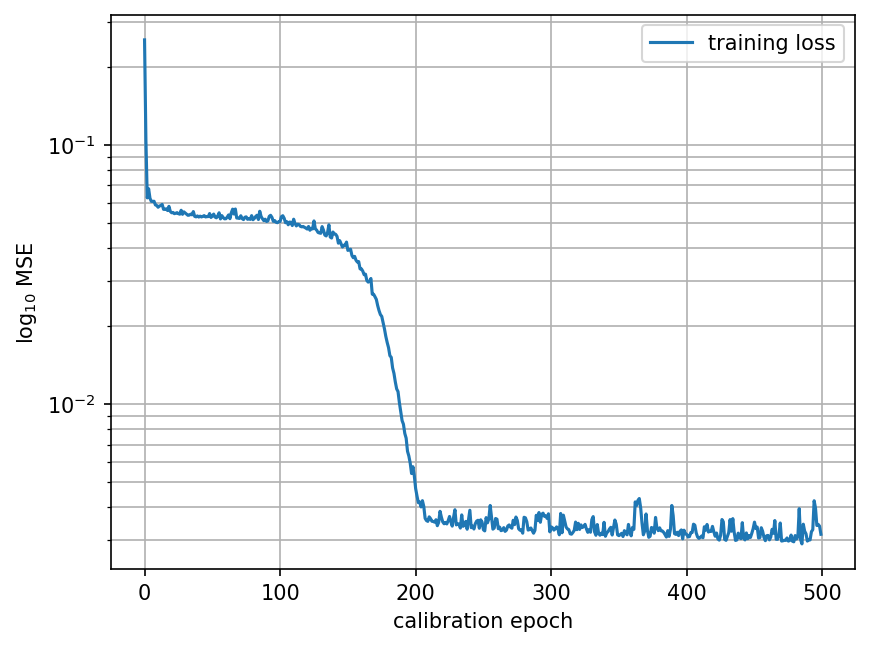 training loss
10⁻¹
10⁻²
log₁₀ MSE
0 100 200 300 400 500
calibration epoch